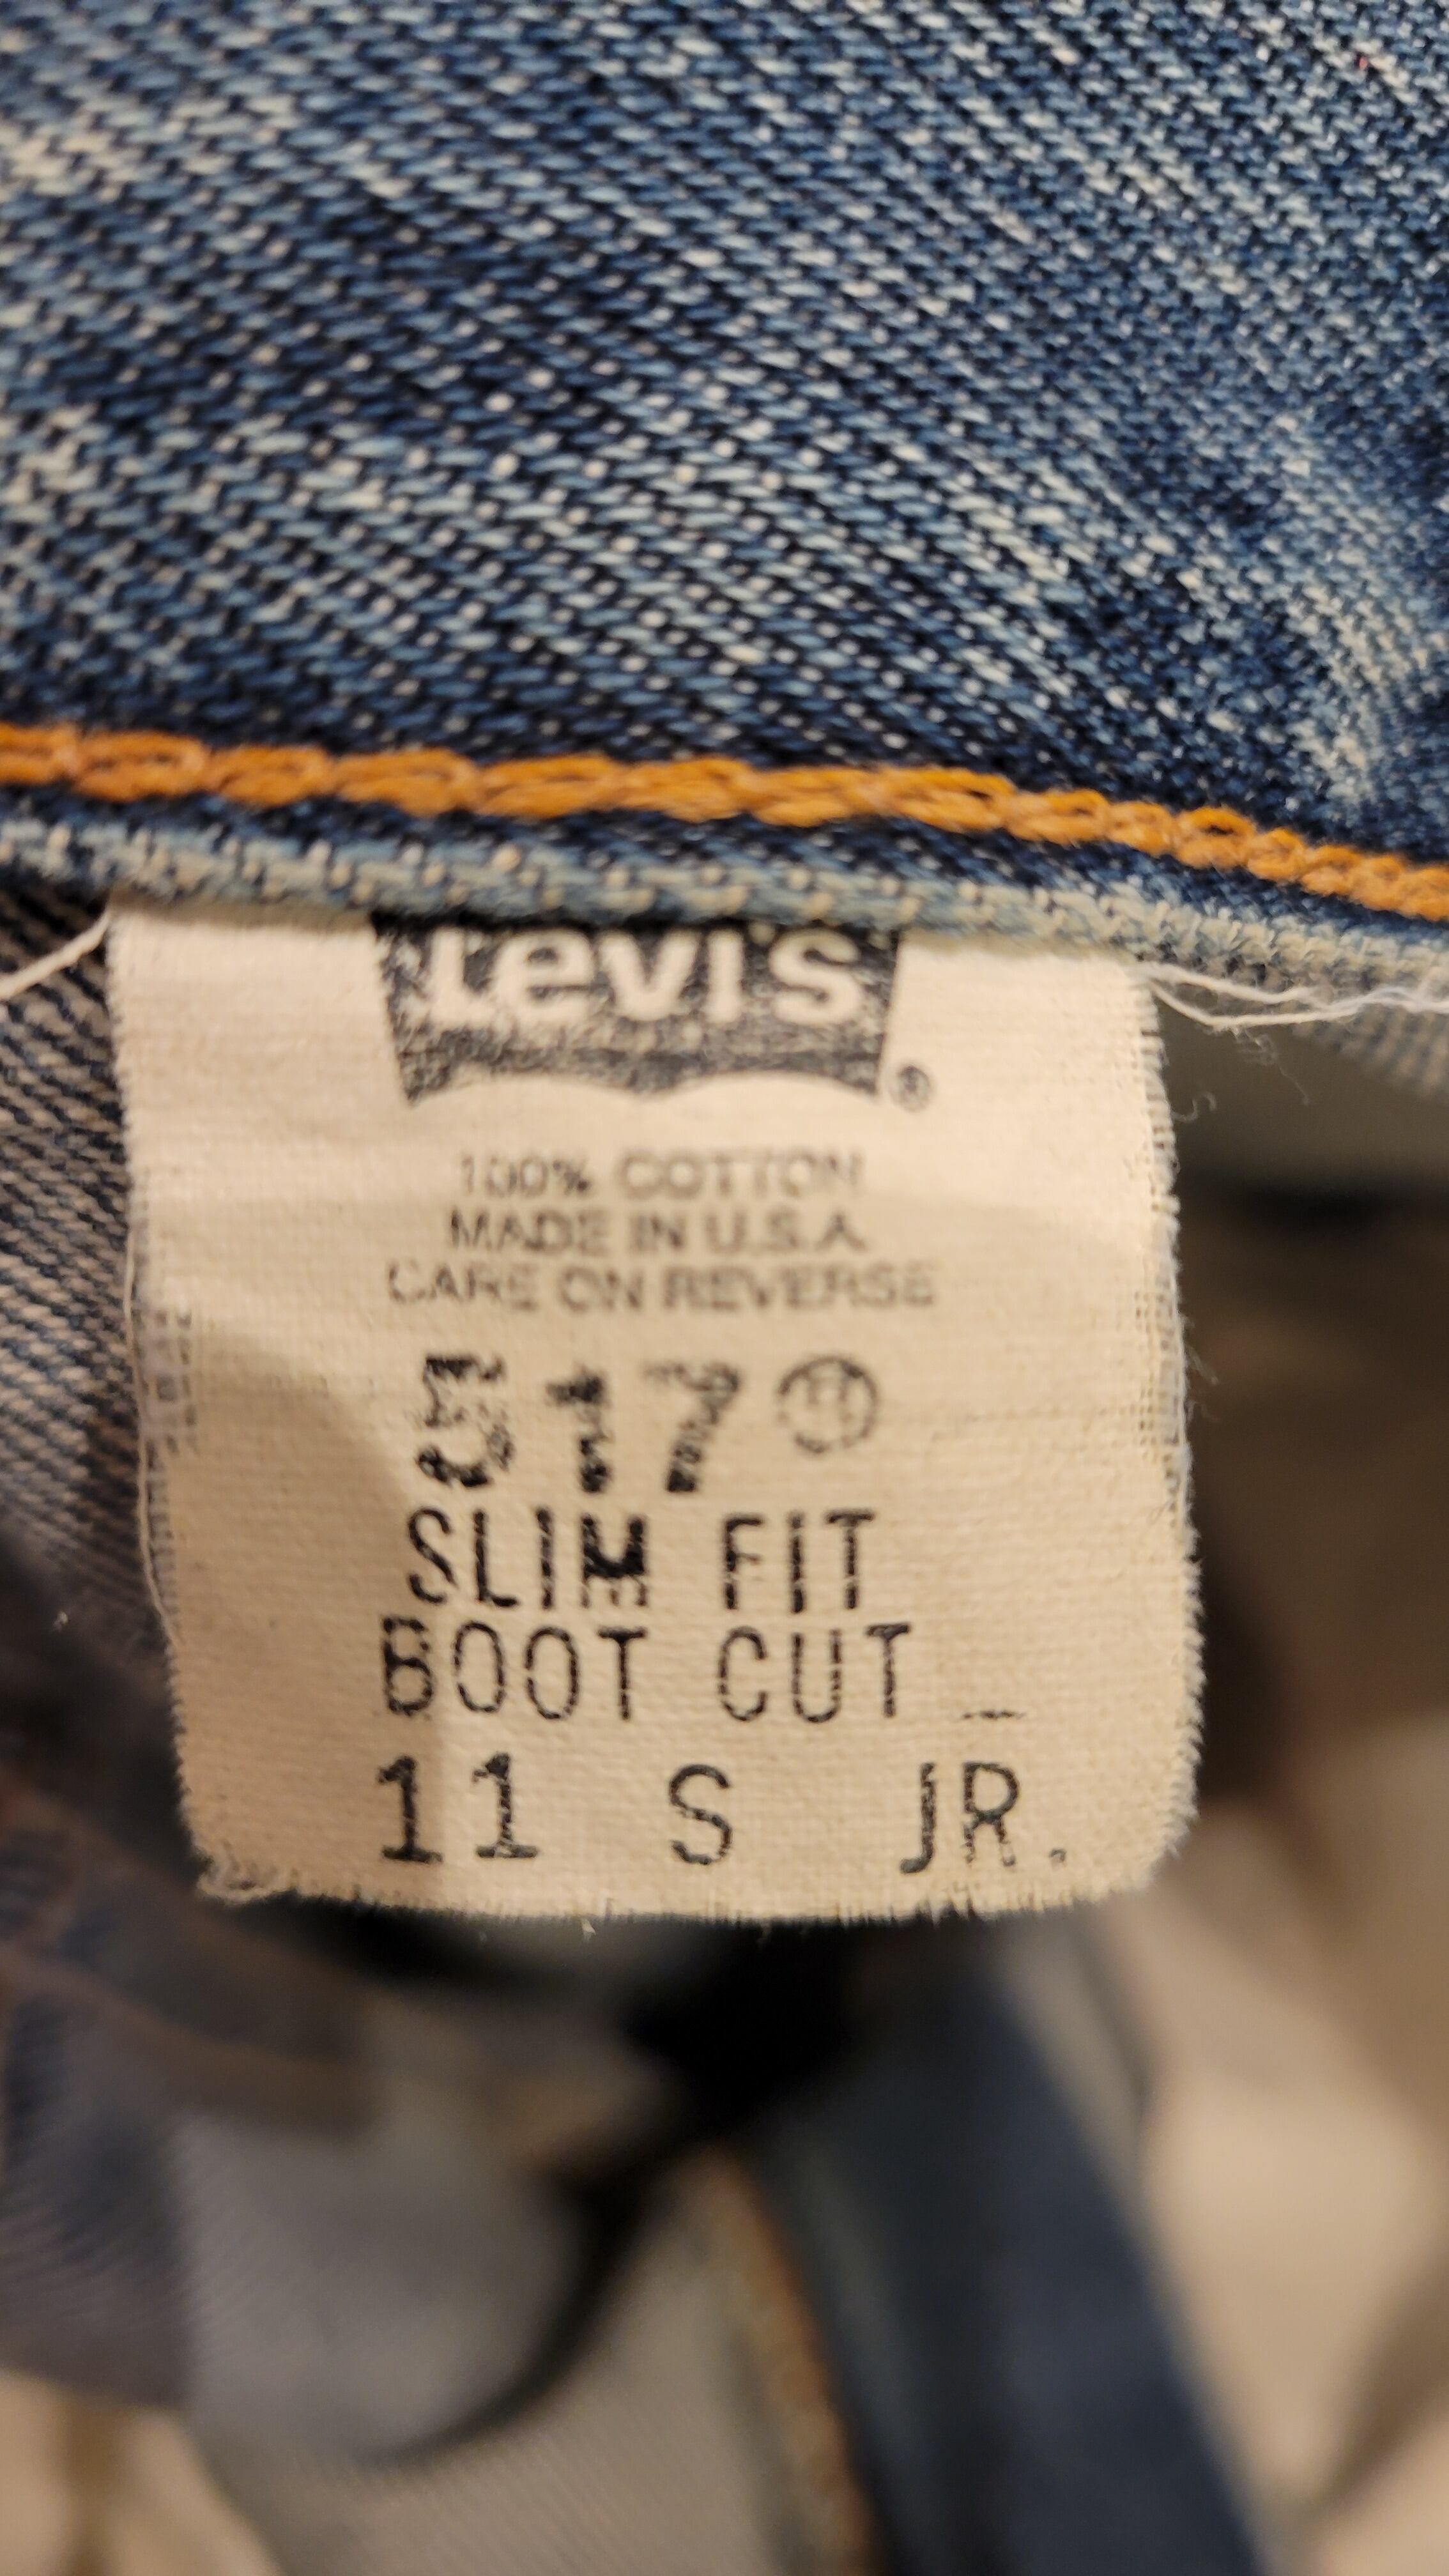 Levi's ®
100% COTTON
MADE IN U.S.A.
CARE ON REVERSE
517
SLIM FIT
BOOT CUT _
11 S JR.